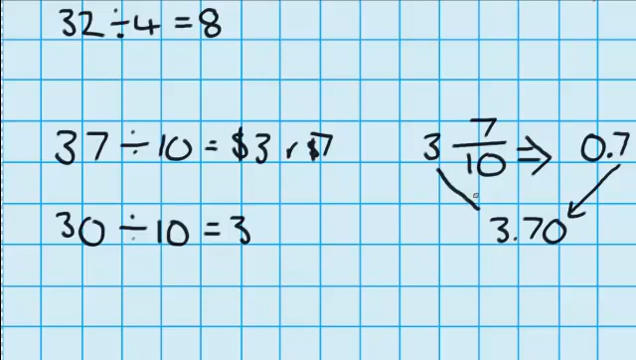 32 ÷ 4 = 8
37 ÷ 10 = $3 r $7
3 7/10 ⇒ 0.7
30 ÷ 10 = 3
3.70